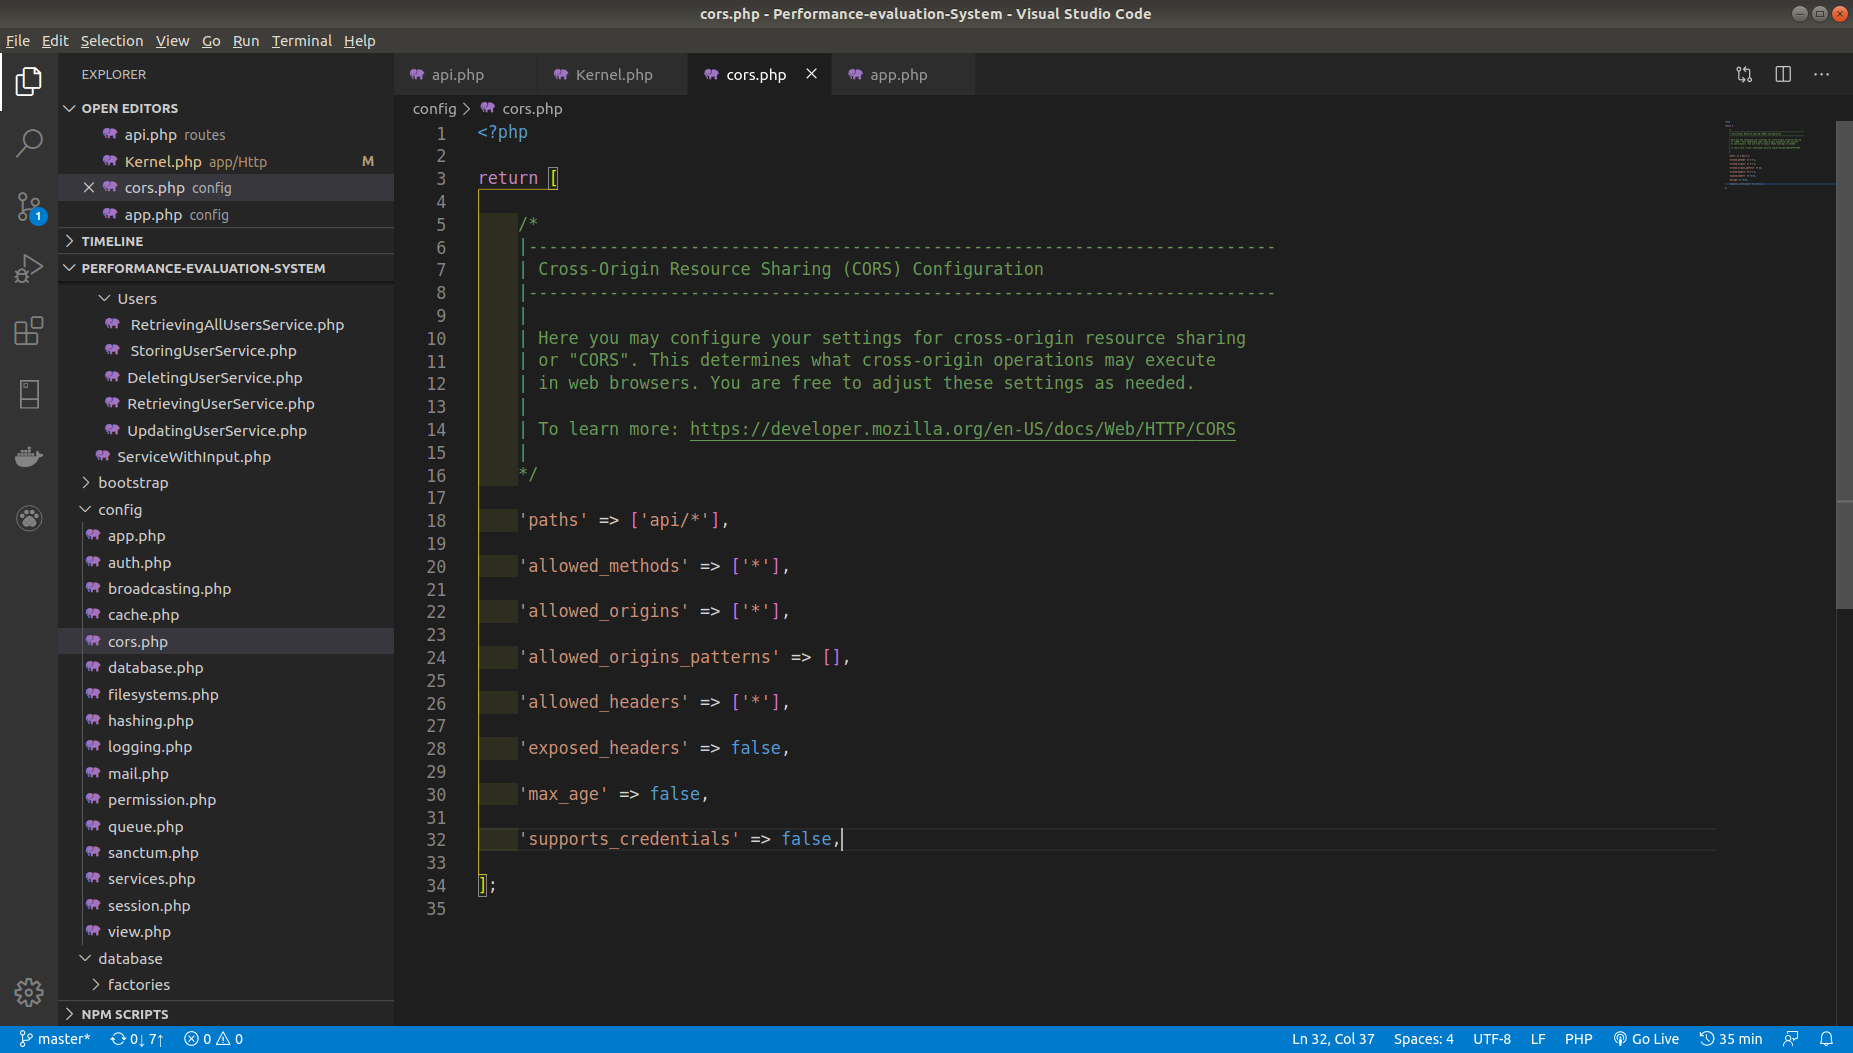 cors.php - Performance-evaluation-System - Visual Studio Code
File Edit Selection View Go Run Terminal Help
EXPLORER
OPEN EDITORS
api.php routes
Kernel.php app/Http M
cors.php config
app.php config
TIMELINE
PERFORMANCE-EVALUATION-SYSTEM
Users
RetrievingAllUsersService.php
StoringUserService.php
DeletingUserService.php
RetrievingUserService.php
UpdatingUserService.php
ServiceWithInput.php
bootstrap
config
app.php
auth.php
broadcasting.php
cache.php
cors.php
database.php
filesystems.php
hashing.php
logging.php
mail.php
permission.php
queue.php
sanctum.php
services.php
session.php
view.php
database
factories
NPM SCRIPTS
1
api.php Kernel.php cors.php app.php
config > cors.php
1 <?php
2
3 return [
4
5 /*
6 |--------------------------------------------------------------------------
7 | Cross-Origin Resource Sharing (CORS) Configuration
8 |--------------------------------------------------------------------------
9 |
10 | Here you may configure your settings for cross-origin resource sharing
11 | or "CORS". This determines what cross-origin operations may execute
12 | in web browsers. You are free to adjust these settings as needed.
13 |
14 | To learn more: https://developer.mozilla.org/en-US/docs/Web/HTTP/CORS
15 |
16 */
17
18 'paths' => ['api/*'],
19
20 'allowed_methods' => ['*'],
21
22 'allowed_origins' => ['*'],
23
24 'allowed_origins_patterns' => [],
25
26 'allowed_headers' => ['*'],
27
28 'exposed_headers' => false,
29
30 'max_age' => false,
31
32 'supports_credentials' => false,
33
34 ];
35
master* 0↓ 7↑ 0 0 Ln 32, Col 37 Spaces: 4 UTF-8 LF PHP Go Live 35 min